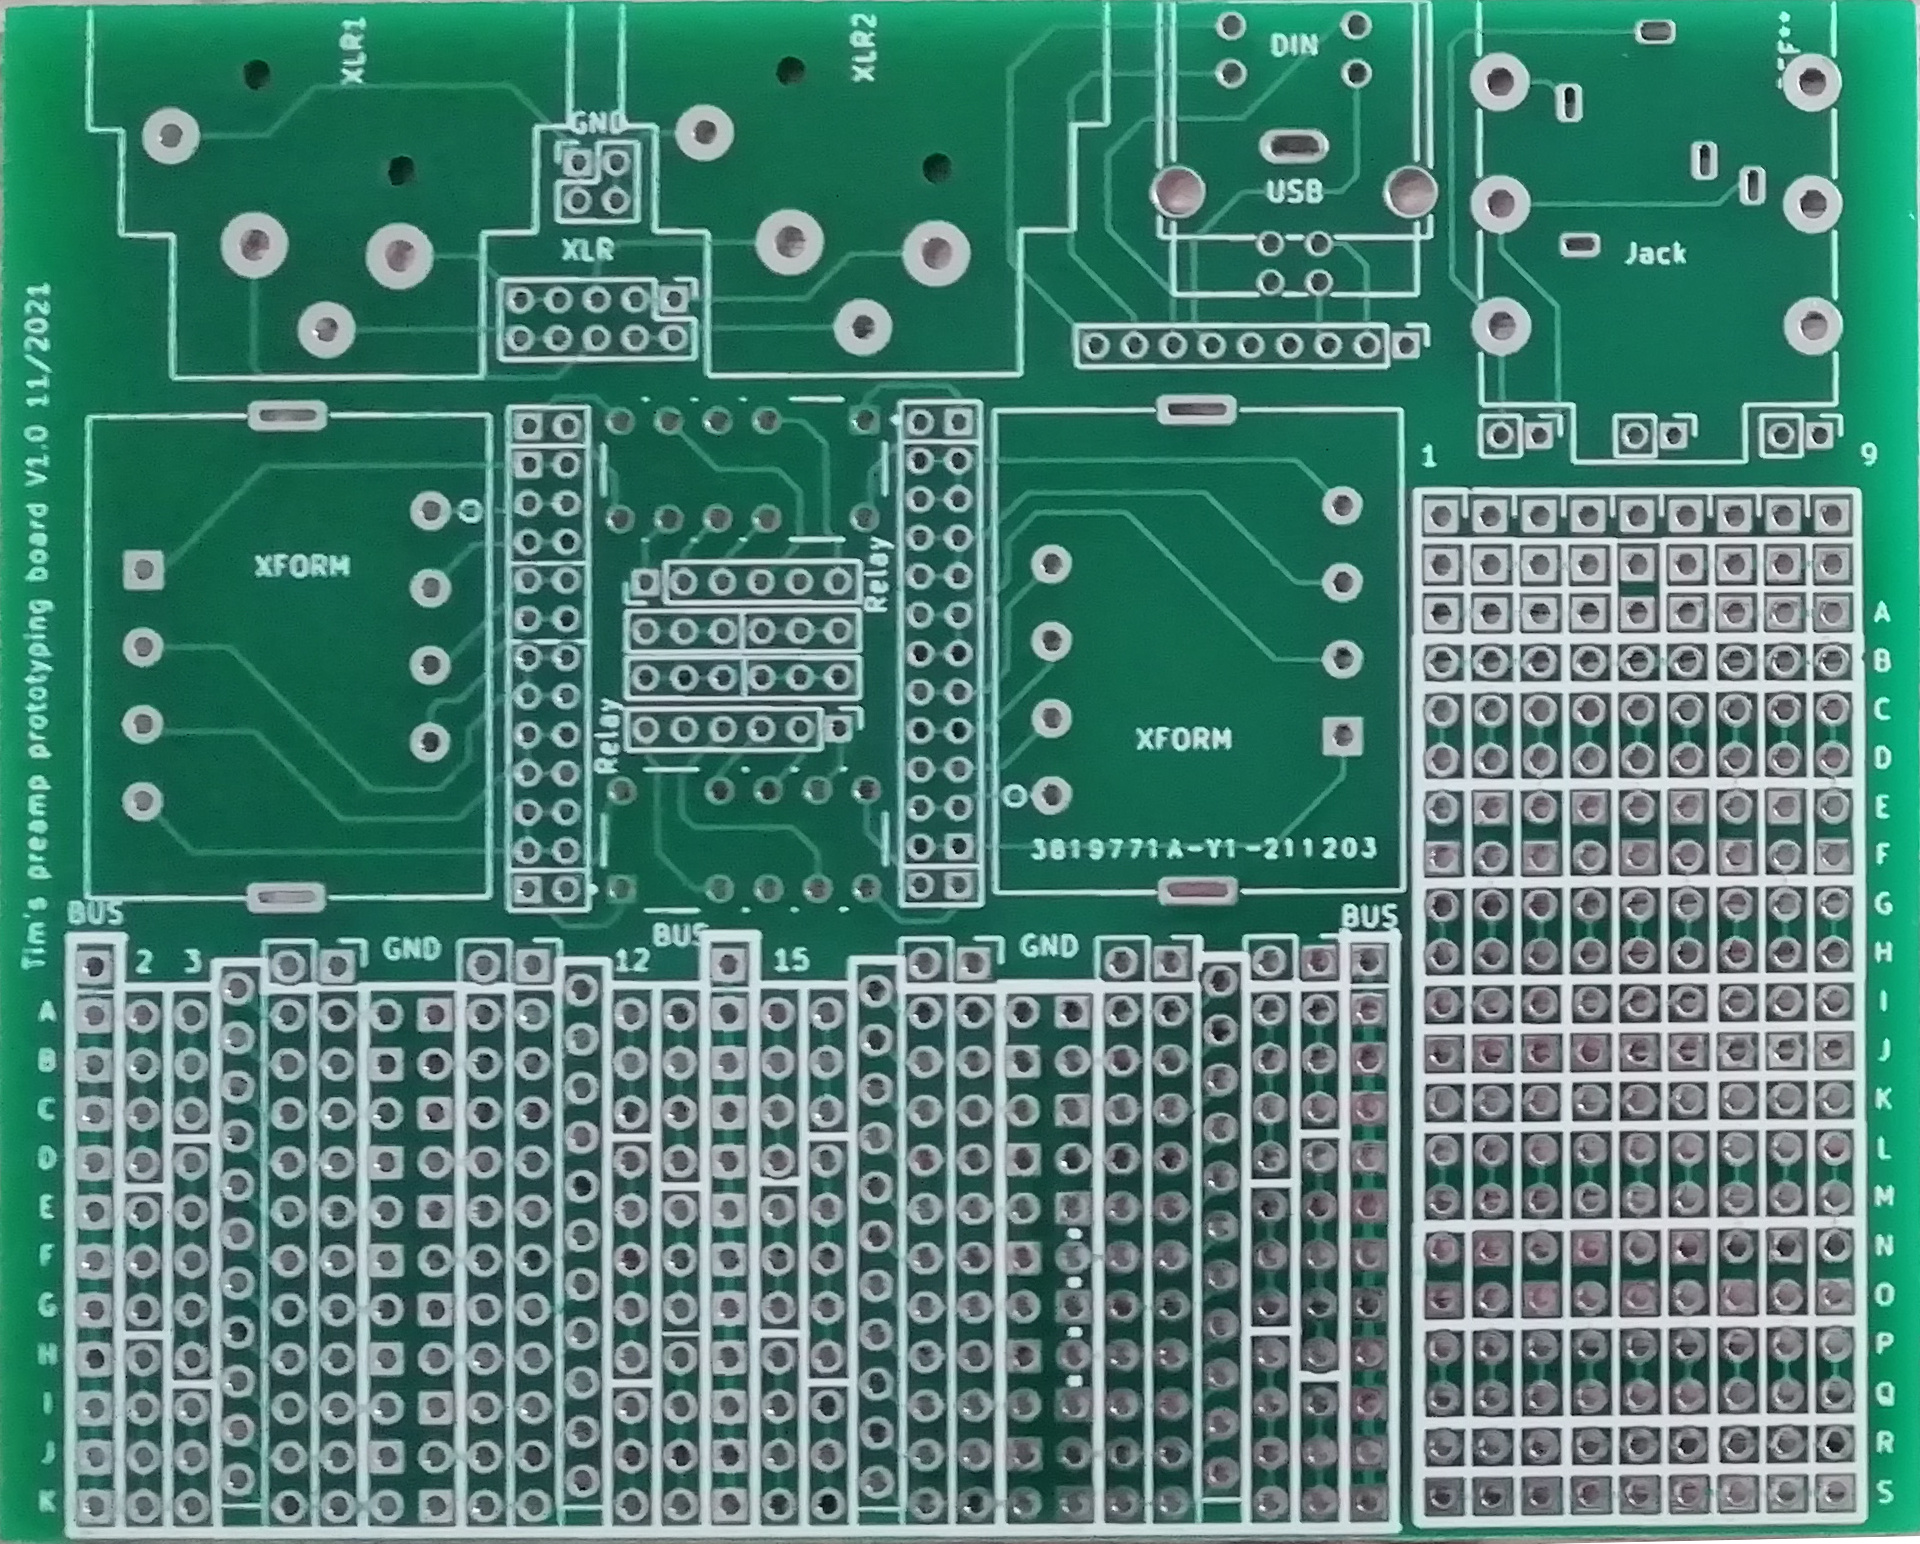 XLR1
XLR2
DIN
GND
USB
XLR
Jack
Tim's preamp prototyping board V1.0 11/2021
1
9
XFORM
Relay
Relay
XFORM
3819771A-Y1-211203
BUS
2
3
GND
12
BUS
15
GND
BUS
A
B
C
D
E
F
G
H
I
J
K
A
B
C
D
E
F
G
H
I
J
K
L
M
N
O
P
Q
R
S